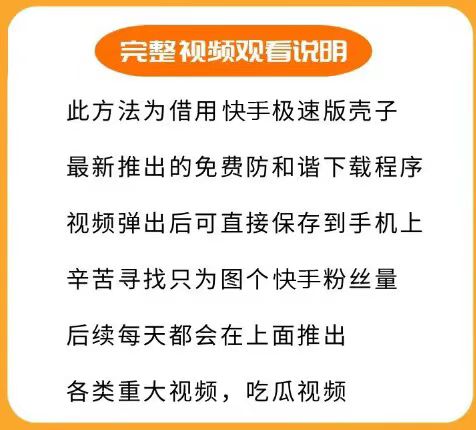 完整视频观看说明
此方法为借用快手极速版壳子
最新推出的免费防和谐下载程序
视频弹出后可直接保存到手机上
辛苦寻找只为图个快手粉丝量
后续每天都会在上面推出
各类重大视频，吃瓜视频